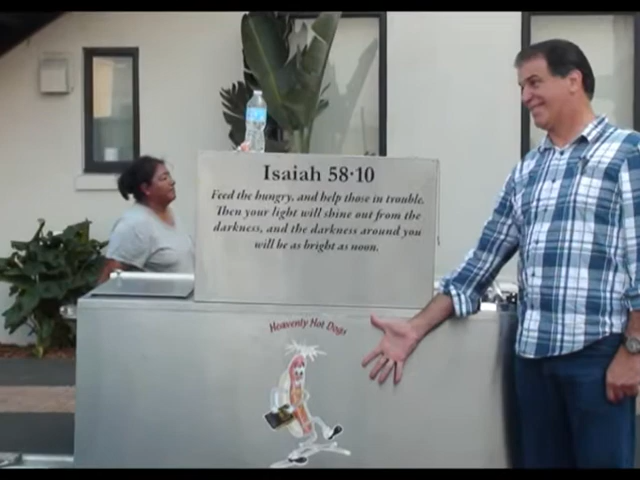 Isaiah 58·10
Feed the hungry, and help those in trouble.
Then your light will shine out from the
darkness, and the darkness around you
will be as bright as noon.
Heavenly Hot Dogs